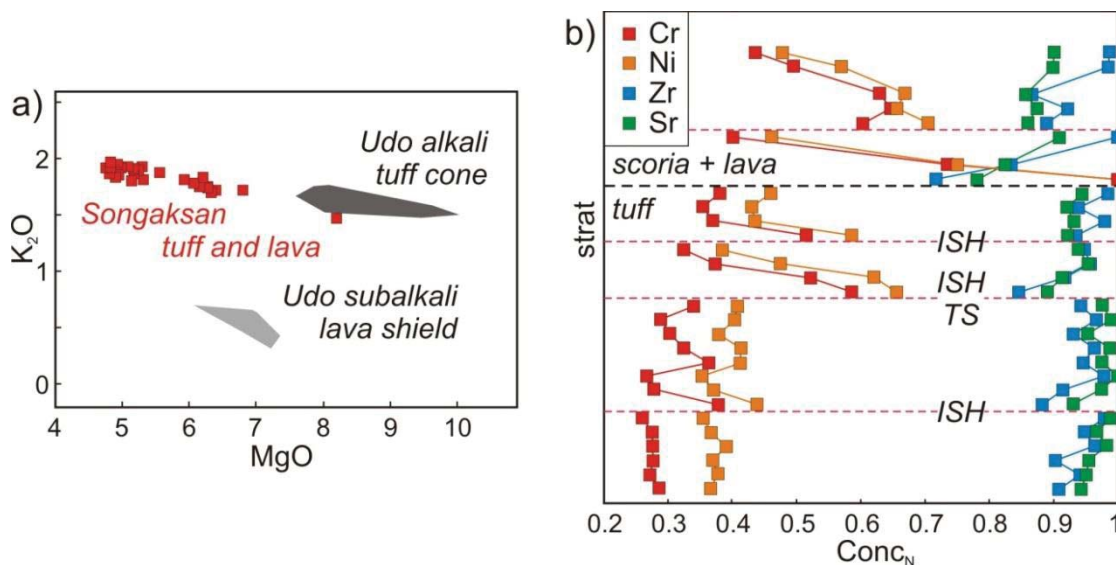 a)
K₂O
2
1
0
Udo alkali
tuff cone
Songaksan
tuff and lava
Udo subalkali
lava shield
4 5 6 7 8 9 10
MgO
b)
Cr
Ni
Zr
Sr
strat
scoria + lava
tuff
ISH
ISH
TS
ISH
0.2 0.3 0.4 0.5 0.6 0.7 0.8 0.9 1
Conc_N